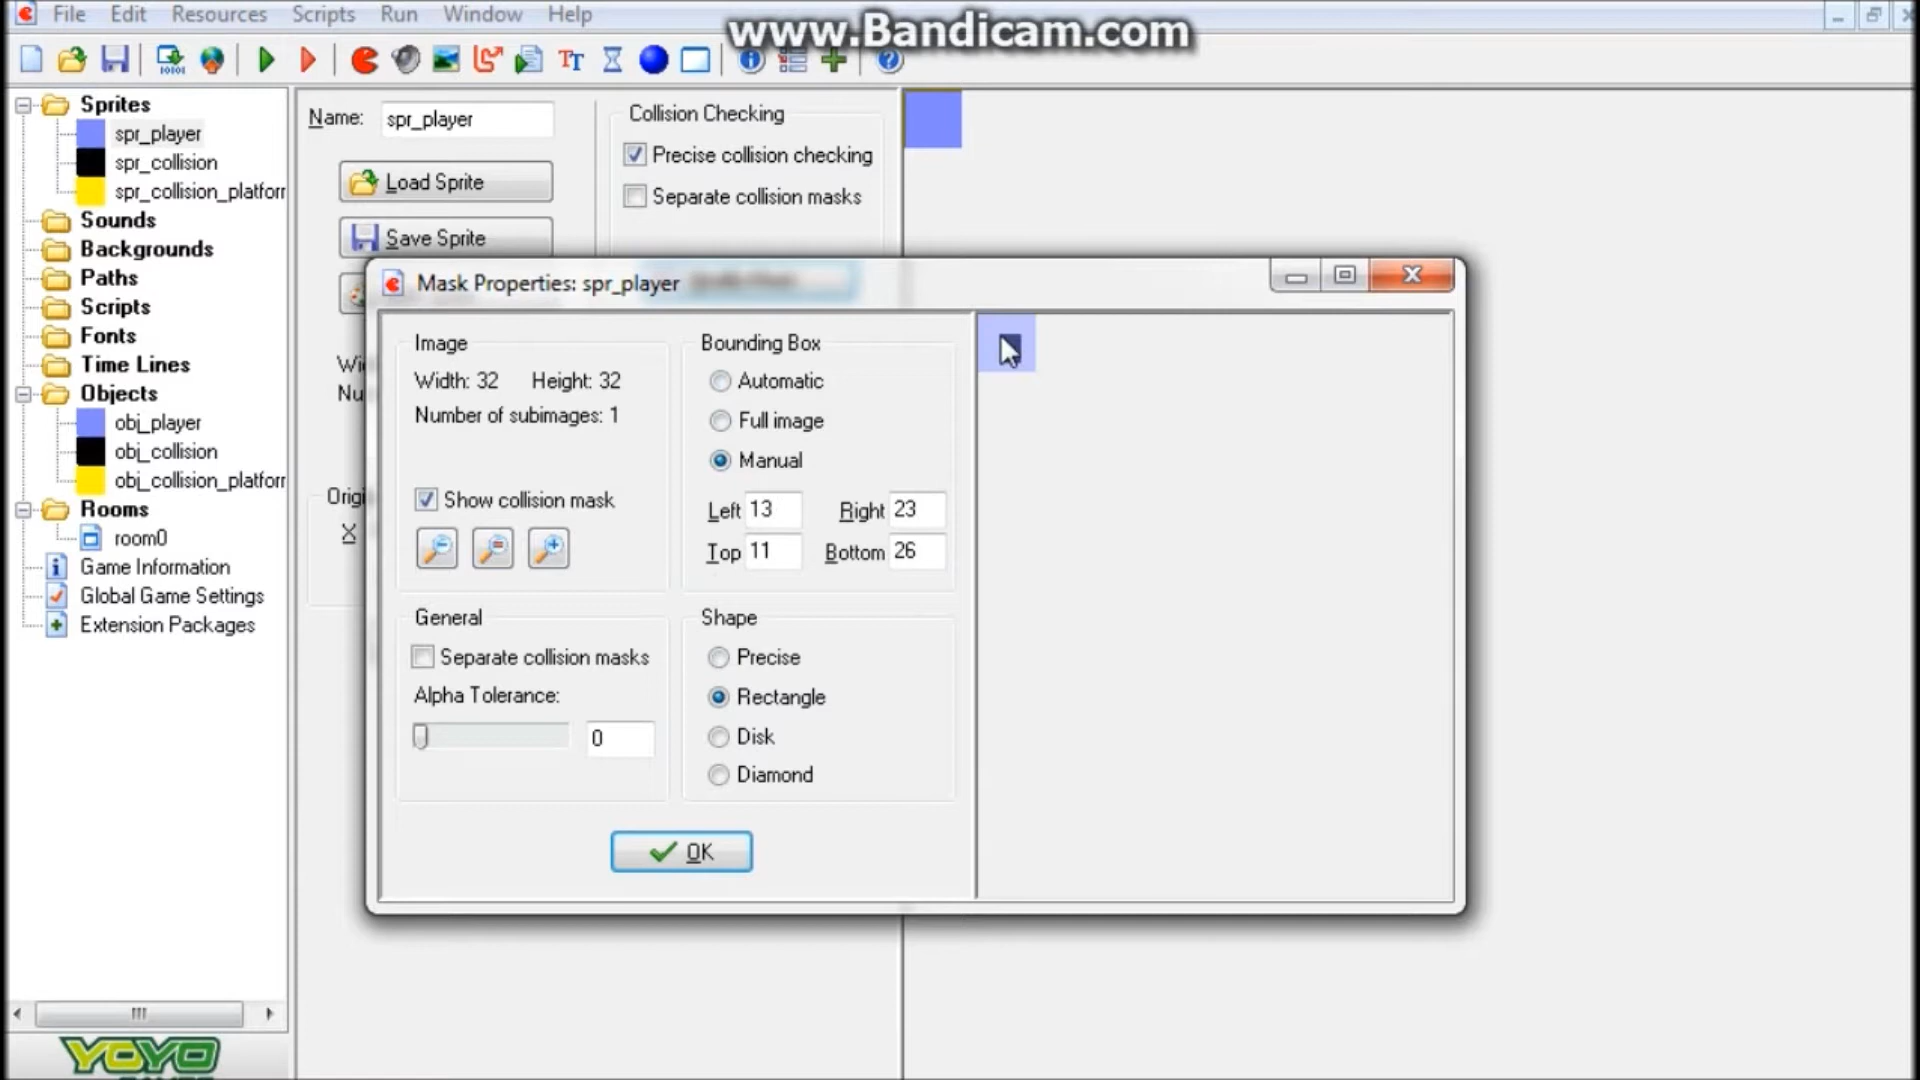 File Edit Resources Scripts Run Window Help
www.Bandicam.com
Sprites
spr_player
spr_collision
spr_collision_platfor
Sounds
Backgrounds
Paths
Scripts
Fonts
Time Lines
Objects
obj_player
obj_collision
obj_collision_platfor
Rooms
room0
Game Information
Global Game Settings
Extension Packages
YOYO
Name: spr_player
Load Sprite
Save Sprite
Collision Checking
Precise collision checking
Separate collision masks
Origi
X
Mask Properties: spr_player
Image
Width: 32 Height: 32
Number of subimages: 1
Show collision mask
Bounding Box
Automatic
Full image
Manual
Left 13 Right 23
Top 11 Bottom 26
General
Separate collision masks
Alpha Tolerance:
0
Shape
Precise
Rectangle
Disk
Diamond
OK